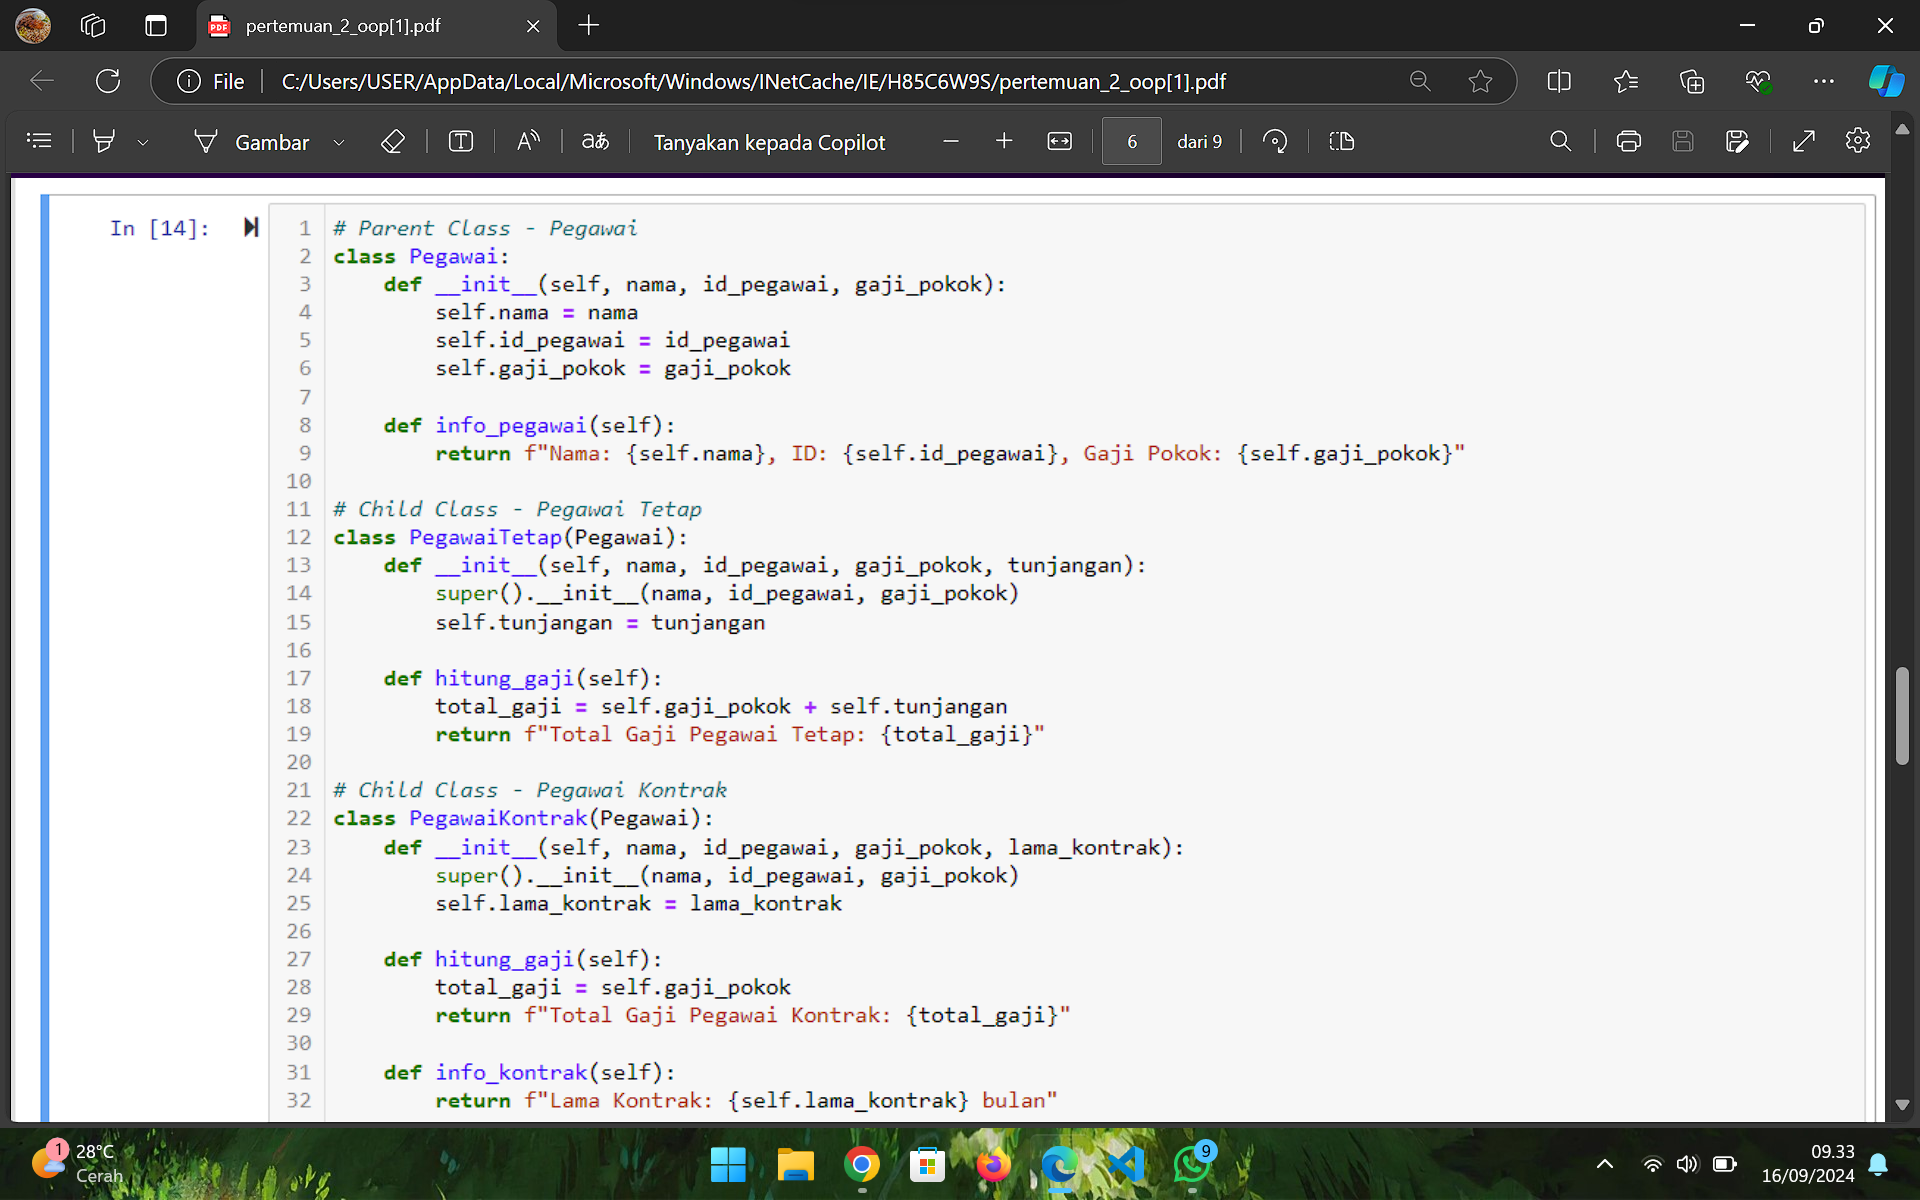 pertemuan_2_oop[1].pdf
File C:/Users/USER/AppData/Local/Microsoft/Windows/INetCache/IE/H85C6W9S/pertemuan_2_oop[1].pdf
Gambar aあ Tanyakan kepada Copilot 6 dari 9
In [14]:
1 # Parent Class - Pegawai
2 class Pegawai:
3     def __init__(self, nama, id_pegawai, gaji_pokok):
4         self.nama = nama
5         self.id_pegawai = id_pegawai
6         self.gaji_pokok = gaji_pokok
7
8     def info_pegawai(self):
9         return f"Nama: {self.nama}, ID: {self.id_pegawai}, Gaji Pokok: {self.gaji_pokok}"
10
11 # Child Class - Pegawai Tetap
12 class PegawaiTetap(Pegawai):
13     def __init__(self, nama, id_pegawai, gaji_pokok, tunjangan):
14         super().__init__(nama, id_pegawai, gaji_pokok)
15         self.tunjangan = tunjangan
16
17     def hitung_gaji(self):
18         total_gaji = self.gaji_pokok + self.tunjangan
19         return f"Total Gaji Pegawai Tetap: {total_gaji}"
20
21 # Child Class - Pegawai Kontrak
22 class PegawaiKontrak(Pegawai):
23     def __init__(self, nama, id_pegawai, gaji_pokok, lama_kontrak):
24         super().__init__(nama, id_pegawai, gaji_pokok)
25         self.lama_kontrak = lama_kontrak
26
27     def hitung_gaji(self):
28         total_gaji = self.gaji_pokok
29         return f"Total Gaji Pegawai Kontrak: {total_gaji}"
30
31     def info_kontrak(self):
32         return f"Lama Kontrak: {self.lama_kontrak} bulan"
1
28°C
Cerah
9
09.33
16/09/2024